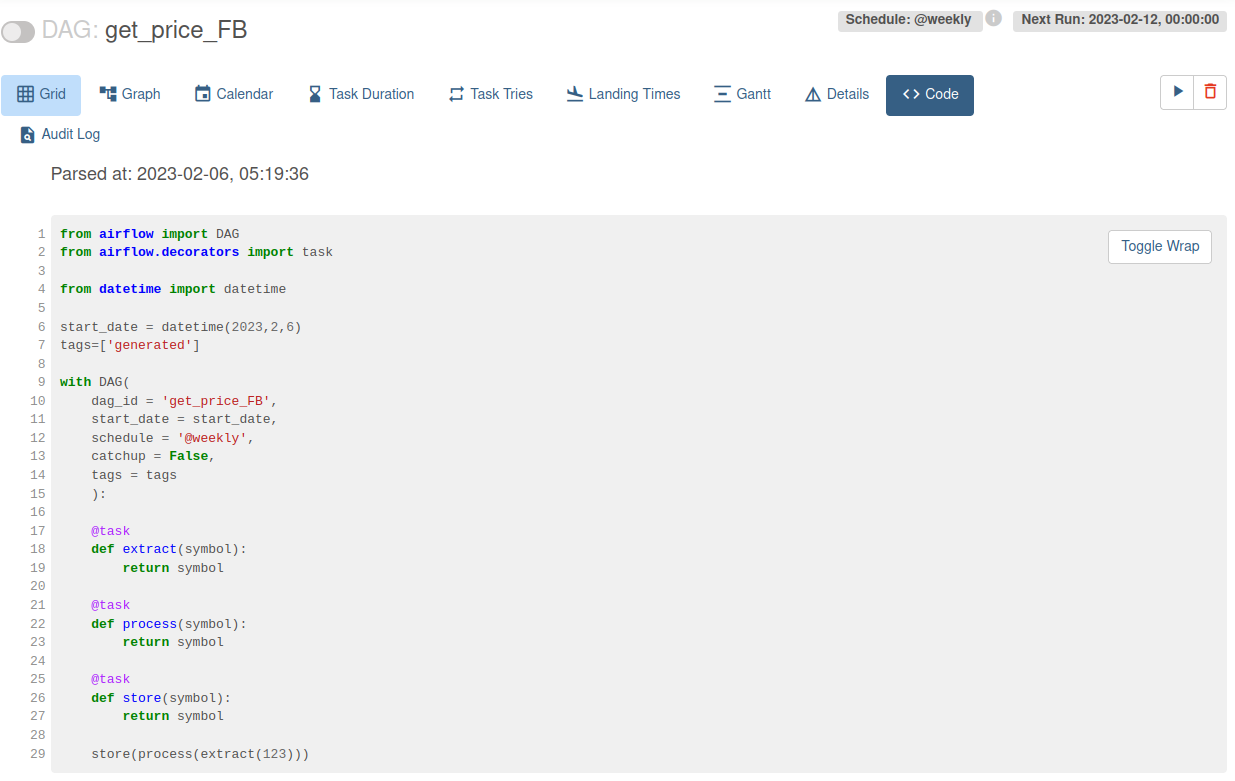 DAG: get_price_FB
Schedule: @weekly
Next Run: 2023-02-12, 00:00:00
Grid
Graph
Calendar
Task Duration
Task Tries
Landing Times
Gantt
Details
<> Code
Audit Log
Parsed at: 2023-02-06, 05:19:36
Toggle Wrap
1 from airflow import DAG
2 from airflow.decorators import task
3
4 from datetime import datetime
5
6 start_date = datetime(2023,2,6)
7 tags=['generated']
8
9 with DAG(
10     dag_id = 'get_price_FB',
11     start_date = start_date,
12     schedule = '@weekly',
13     catchup = False,
14     tags = tags
15     ):
16
17     @task
18     def extract(symbol):
19         return symbol
20
21     @task
22     def process(symbol):
23         return symbol
24
25     @task
26     def store(symbol):
27         return symbol
28
29     store(process(extract(123)))